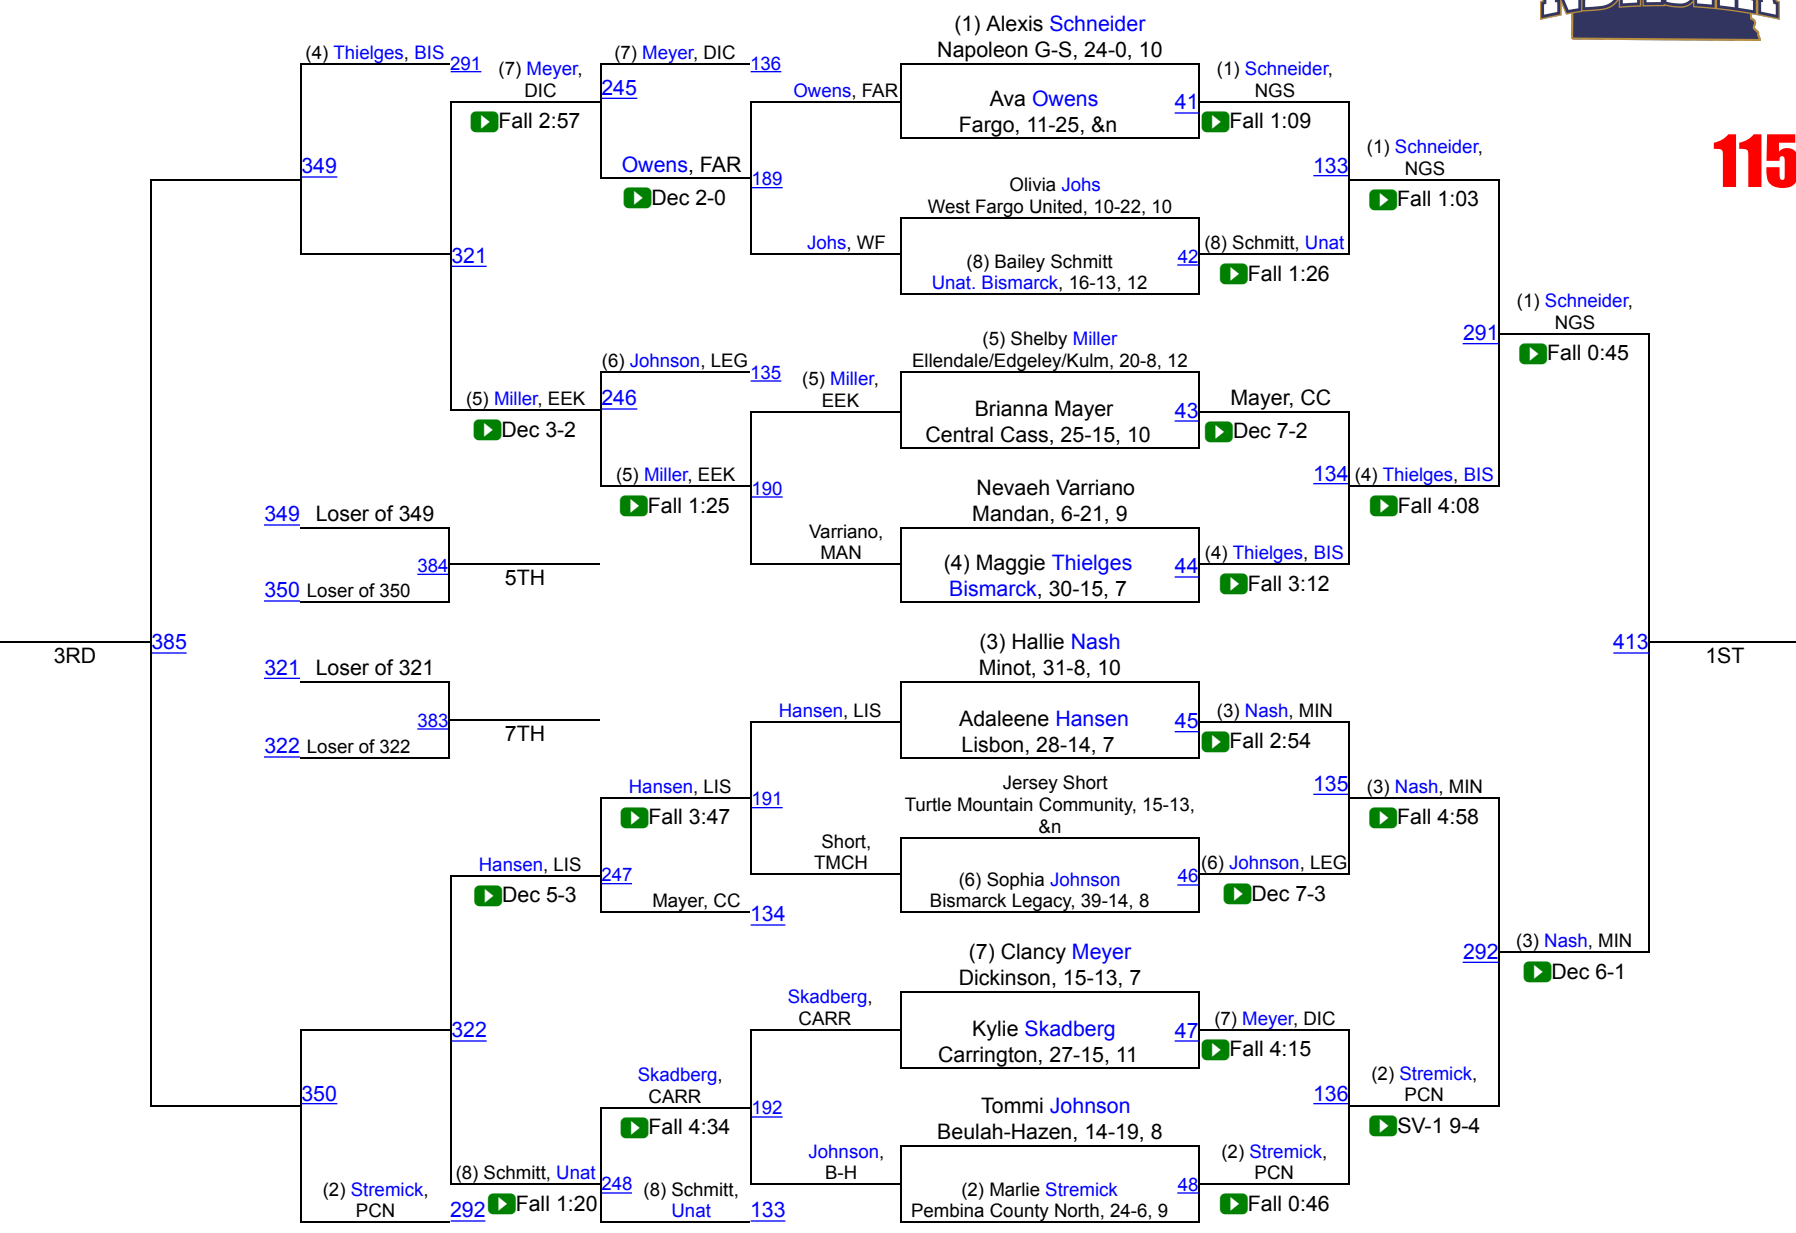 (1) Alexis Schneider
Napoleon G-S, 24-0, 10
Ava Owens
Fargo, 11-25, &n
41
Olivia Johs
West Fargo United, 10-22, 10
(8) Bailey Schmitt
Unat. Bismarck, 16-13, 12
42
(5) Shelby Miller
Ellendale/Edgeley/Kulm, 20-8, 12
Brianna Mayer
Central Cass, 25-15, 10
43
Nevaeh Varriano
Mandan, 6-21, 9
(4) Maggie Thielges
Bismarck, 30-15, 7
44
(3) Hallie Nash
Minot, 31-8, 10
Adaleene Hansen
Lisbon, 28-14, 7
45
Jersey Short
Turtle Mountain Community, 15-13,
&n
(6) Sophia Johnson
Bismarck Legacy, 39-14, 8
46
(7) Clancy Meyer
Dickinson, 15-13, 7
Kylie Skadberg
Carrington, 27-15, 11
47
Tommi Johnson
Beulah-Hazen, 14-19, 8
(2) Marlie Stremick
Pembina County North, 24-6, 9
48
(1) Schneider,
NGS
Fall 1:09
133
(8) Schmitt, Unat
Fall 1:26
Mayer, CC
Dec 7-2
134
(4) Thielges, BIS
Fall 3:12
(3) Nash, MIN
Fall 2:54
135
(6) Johnson, LEG
Dec 7-3
(7) Meyer, DIC
Fall 4:15
136
(2) Stremick,
PCN
Fall 0:46
(1) Schneider,
NGS
Fall 1:03
291
(4) Thielges, BIS
Fall 4:08
(3) Nash, MIN
Fall 4:58
292
(2) Stremick,
PCN
SV-1 9-4
(1) Schneider,
NGS
Fall 0:45
413
(3) Nash, MIN
Dec 6-1
1ST
115
Owens, FAR
189
Johs, WF
(5) Miller,
EEK
190
Varriano,
MAN
Hansen, LIS
191
Short,
TMCH
Skadberg,
CARR
192
Johnson,
B-H
(7) Meyer, DIC
136
245
Owens, FAR
Dec 2-0
(6) Johnson, LEG
135
246
(5) Miller, EEK
Fall 1:25
Hansen, LIS
Fall 3:47
247
Mayer, CC
134
Skadberg,
CARR
Fall 4:34
248
(8) Schmitt,
Unat
133
(7) Meyer,
DIC
Fall 2:57
321
(5) Miller, EEK
Dec 3-2
Hansen, LIS
Dec 5-3
322
(8) Schmitt, Unat
Fall 1:20
(4) Thielges, BIS
291
349
(2) Stremick,
PCN
292
350
349 Loser of 349
384
350 Loser of 350
5TH
321 Loser of 321
383
322 Loser of 322
7TH
385
3RD